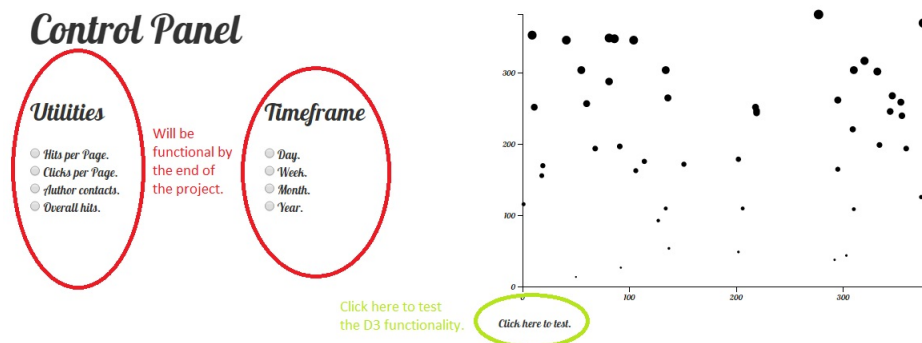 Control Panel
Utilities
Hits per Page.
Clicks per Page.
Author contacts.
Overall hits.
Will be
functional by
the end of
the project.
Timeframe
Day.
Week.
Month.
Year.
300
200
100
0
0
100
200
300
Click here to test
the D3 functionality.
Click here to test.